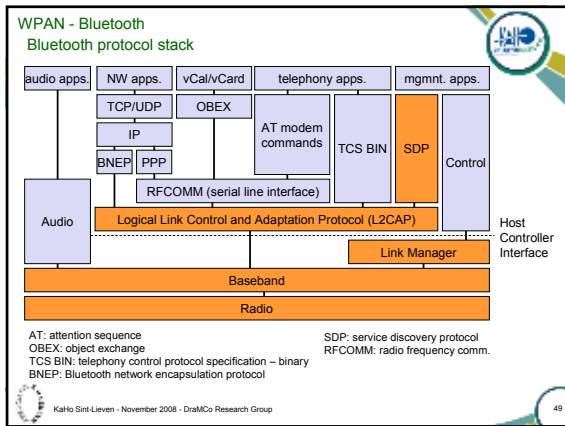 WPAN - Bluetooth
Bluetooth protocol stack
audio apps. NW apps. vCal/vCard telephony apps. mgmnt. apps.
TCP/UDP OBEX AT modem commands TCS BIN SDP Control
IP
BNEP PPP
RFCOMM (serial line interface)
Audio
Logical Link Control and Adaptation Protocol (L2CAP)
Host
Controller
Interface
Link Manager
Baseband
Radio
AT: attention sequence
OBEX: object exchange
TCS BIN: telephony control protocol specification – binary
BNEP: Bluetooth network encapsulation protocol
SDP: service discovery protocol
RFCOMM: radio frequency comm.
KaHo Sint-Lieven - November 2008 - DraMCo Research Group
49